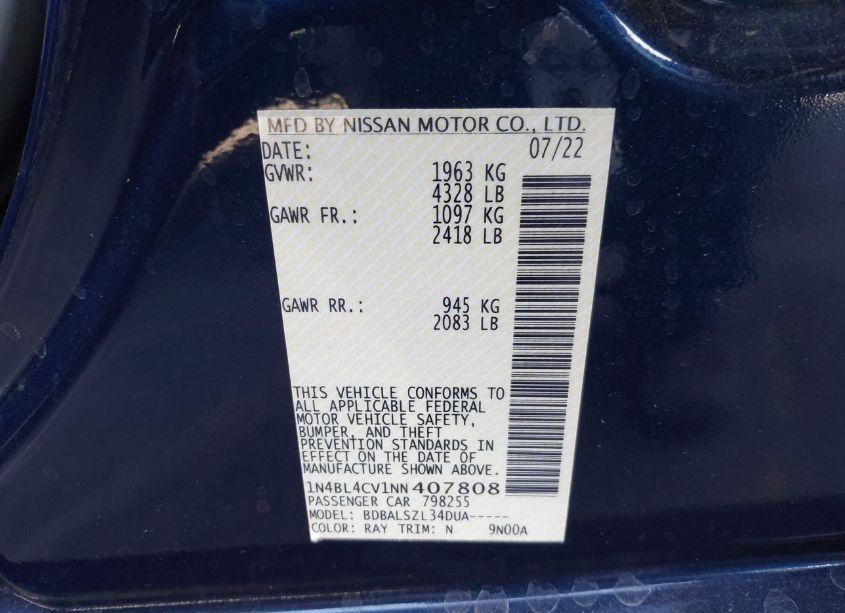 MFD BY NISSAN MOTOR CO., LTD.
DATE: 07/22
GVWR: 1963 KG
4328 LB
GAWR FR.: 1097 KG
2418 LB
GAWR RR.: 945 KG
2083 LB
THIS VEHICLE CONFORMS TO
ALL APPLICABLE FEDERAL
MOTOR VEHICLE SAFETY,
BUMPER, AND THEFT
PREVENTION STANDARDS IN
EFFECT ON THE DATE OF
MANUFACTURE SHOWN ABOVE.
1N4BL4CV1NN407808
PASSENGER CAR 798255
MODEL: BDBALSZL34DUA-----
COLOR: RAY TRIM: N 9N00A